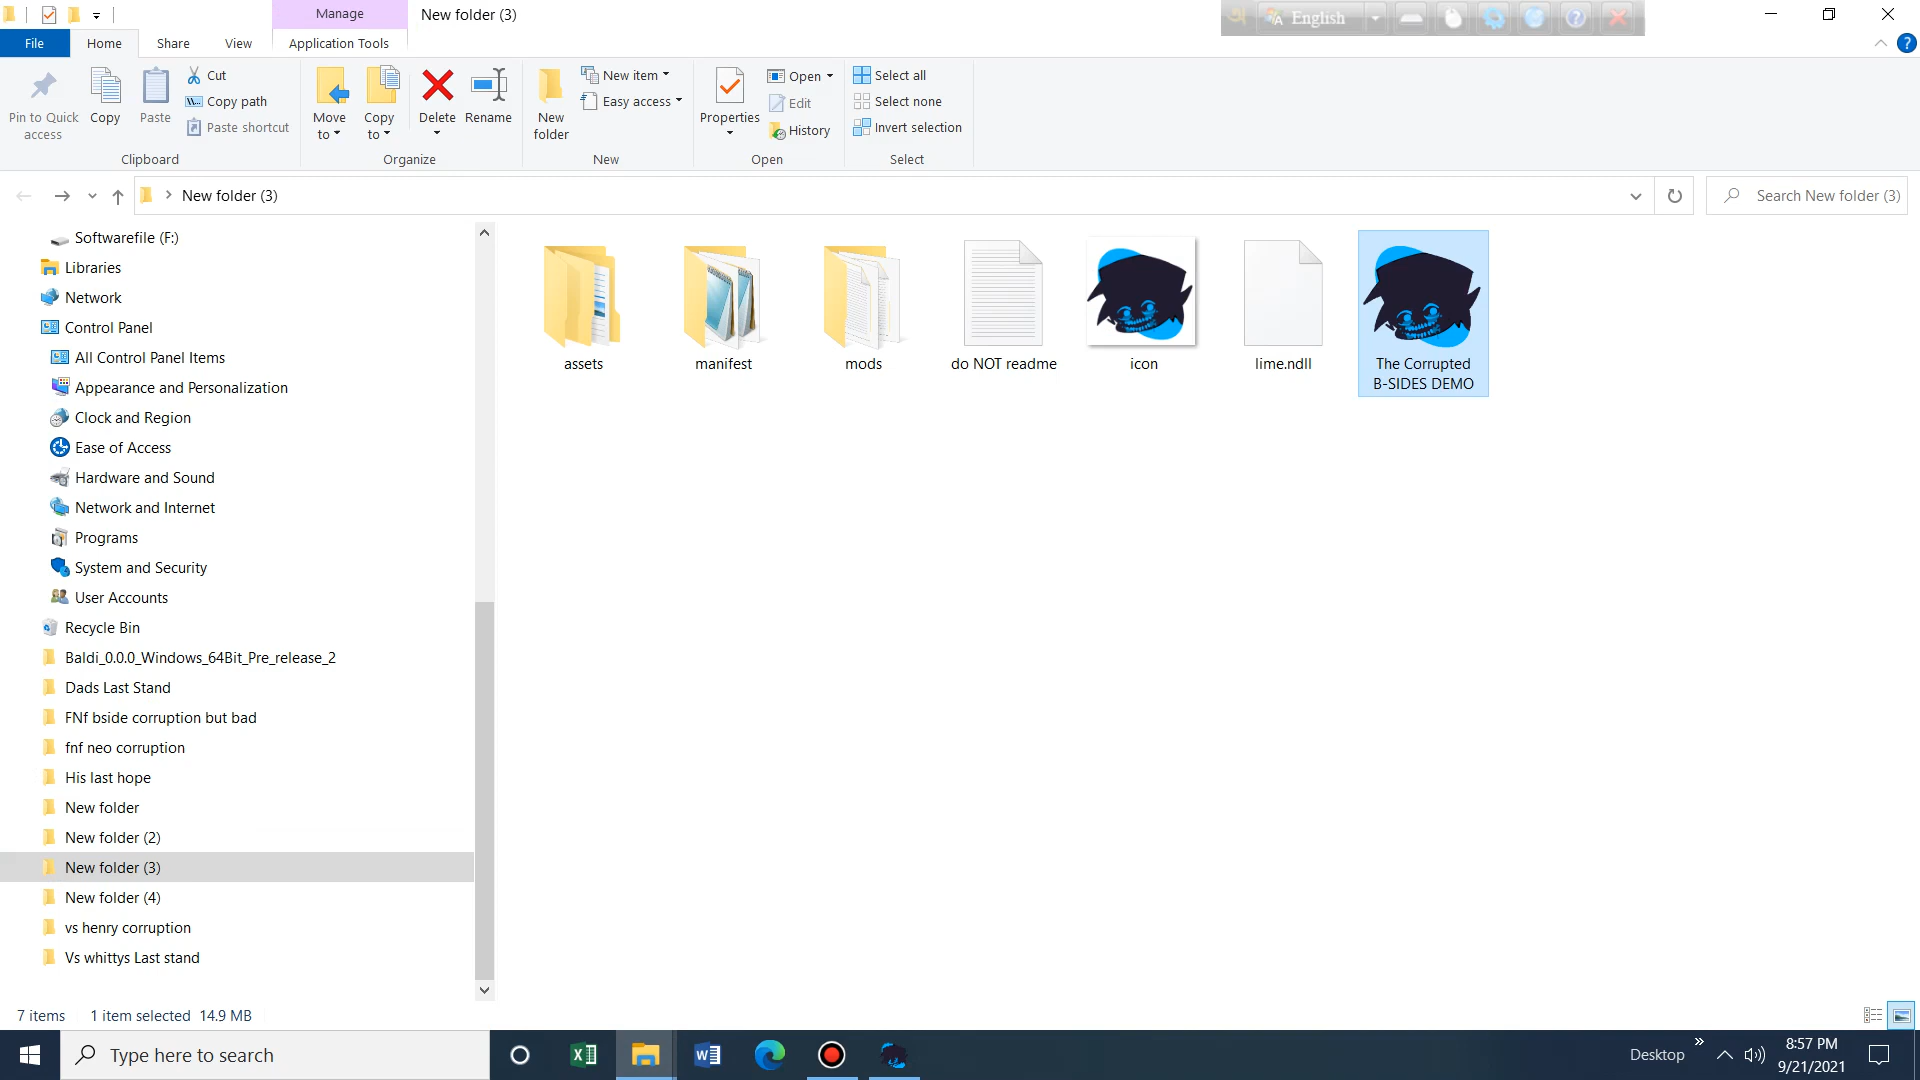 Manage
New folder (3)
English
File
Home
Share
View
Application Tools
?
Pin to Quick
access
Copy
Paste
Cut
Copy path
Paste shortcut
Clipboard
Move
to
Copy
to
Delete
Rename
Organize
New
folder
New item
Easy access
New
Properties
Open
Edit
History
Open
Select all
Select none
Invert selection
Select
New folder (3)
Search New folder (3)
Softwarefile (F:)
Libraries
Network
Control Panel
All Control Panel Items
Appearance and Personalization
Clock and Region
Ease of Access
Hardware and Sound
Network and Internet
Programs
System and Security
User Accounts
Recycle Bin
Baldi_0.0.0_Windows_64Bit_Pre_release_2
Dads Last Stand
FNf bside corruption but bad
fnf neo corruption
His last hope
New folder
New folder (2)
New folder (3)
New folder (4)
vs henry corruption
Vs whittys Last stand
assets
manifest
mods
do NOT readme
icon
lime.ndll
The Corrupted
B-SIDES DEMO
7 items
1 item selected 14.9 MB
Type here to search
Desktop
8:57 PM
9/21/2021